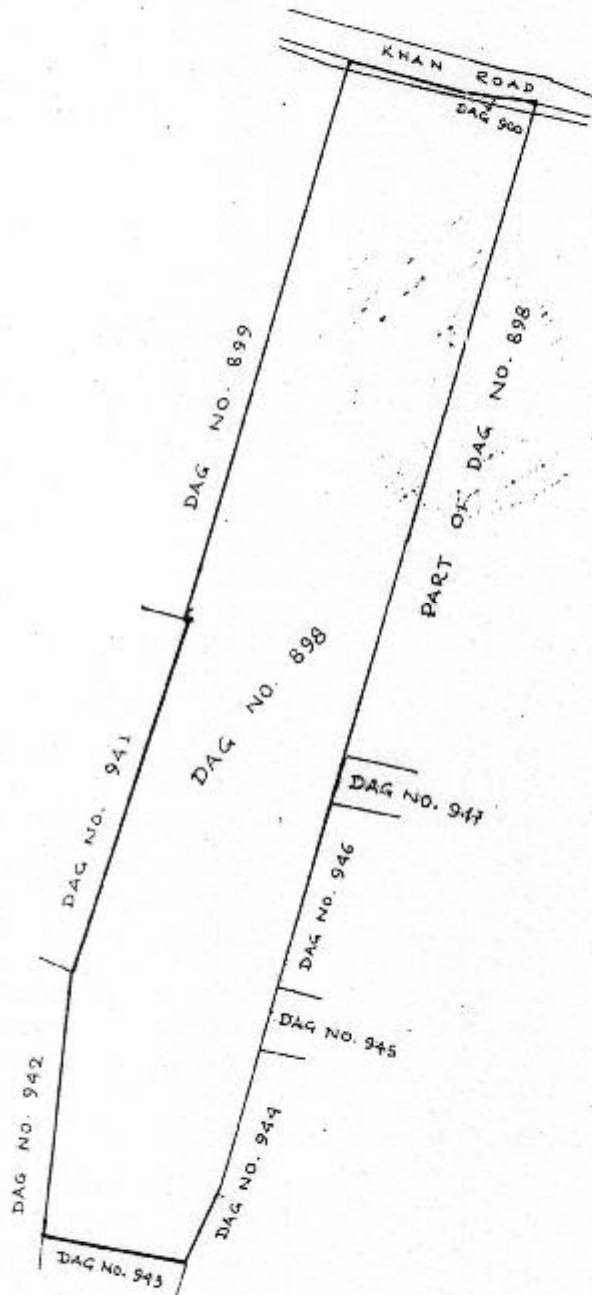 KHAN ROAD
DAG 900
DAG NO. 899
PART OF DAG NO. 898
DAG NO. 898
DAG NO. 941
DAG NO. 947
DAG NO. 946
DAG NO. 945
DAG NO. 942
DAG NO. 944
DAG NO. 943